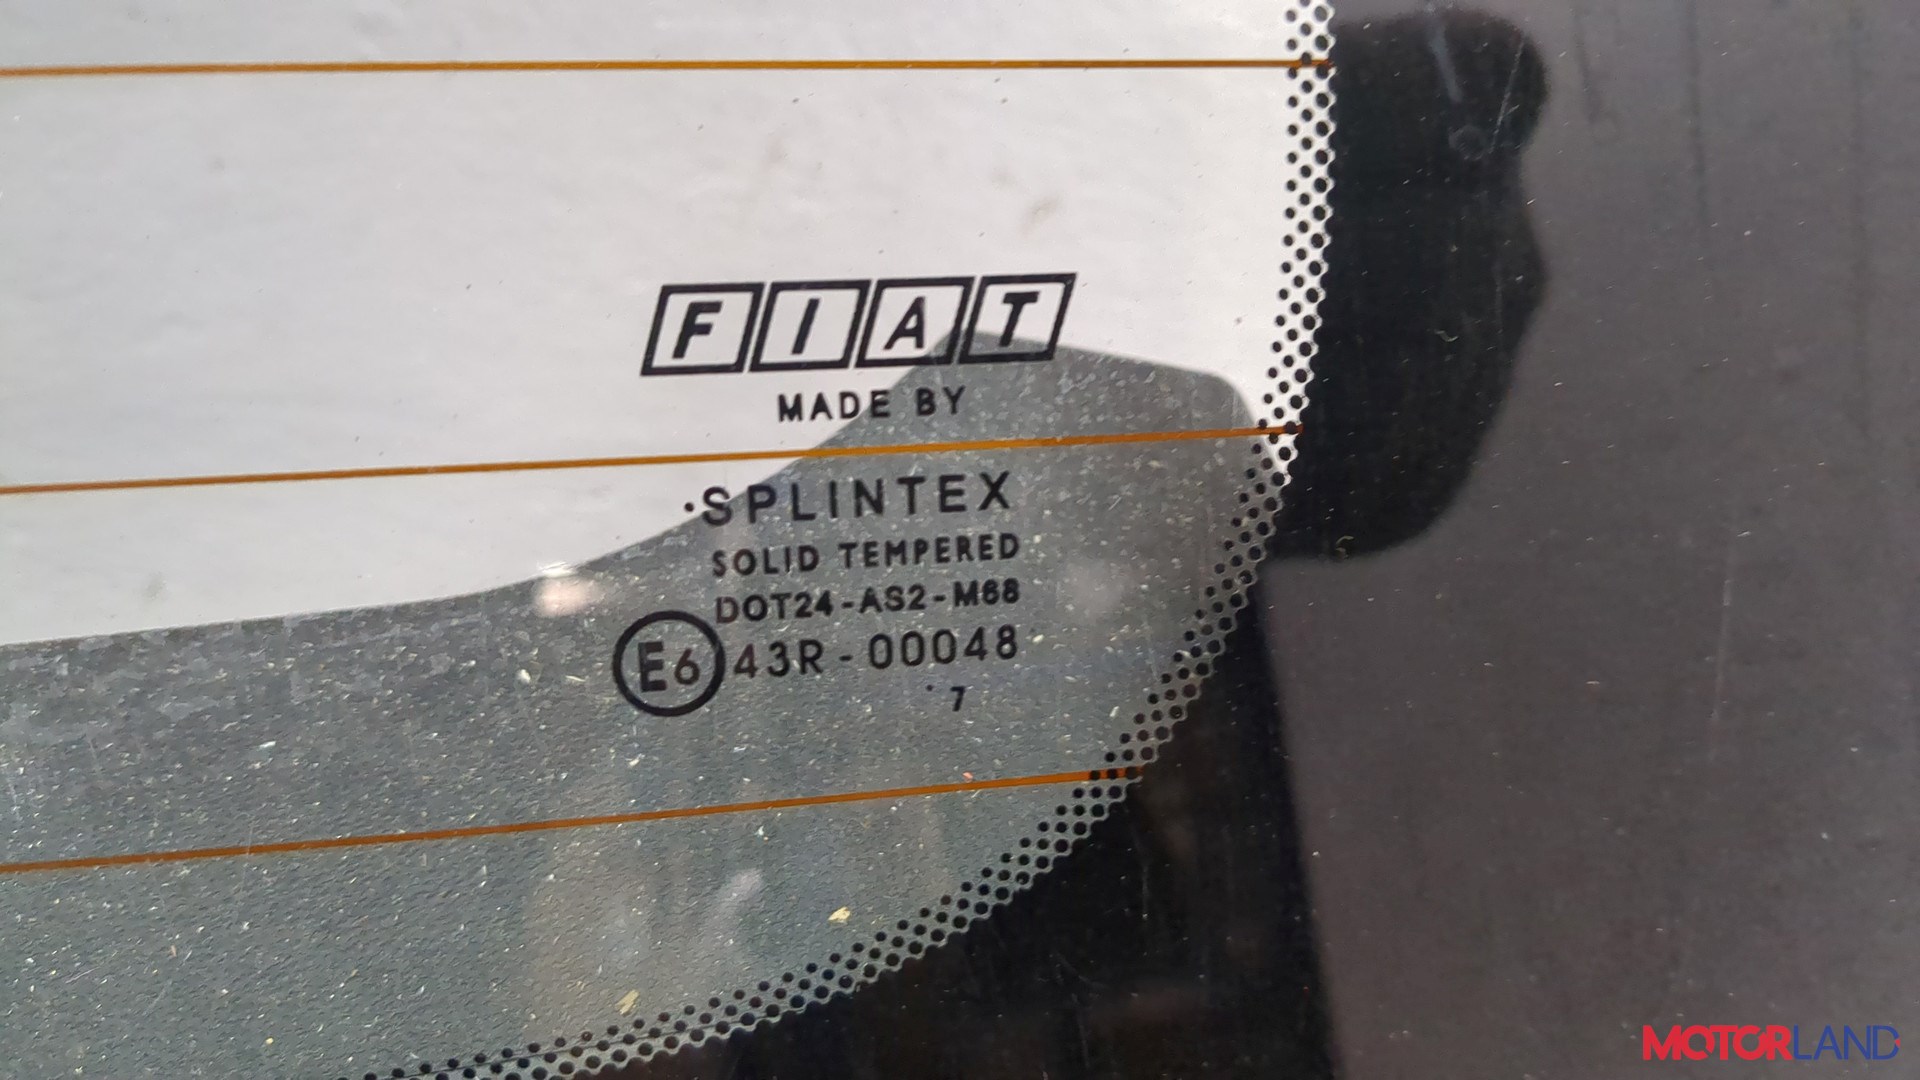 FIAT
MADE BY
SPLINTEX
SOLID TEMPERED
DOT24-AS2-M68
E6 43R-00048
7
MOTORLAND